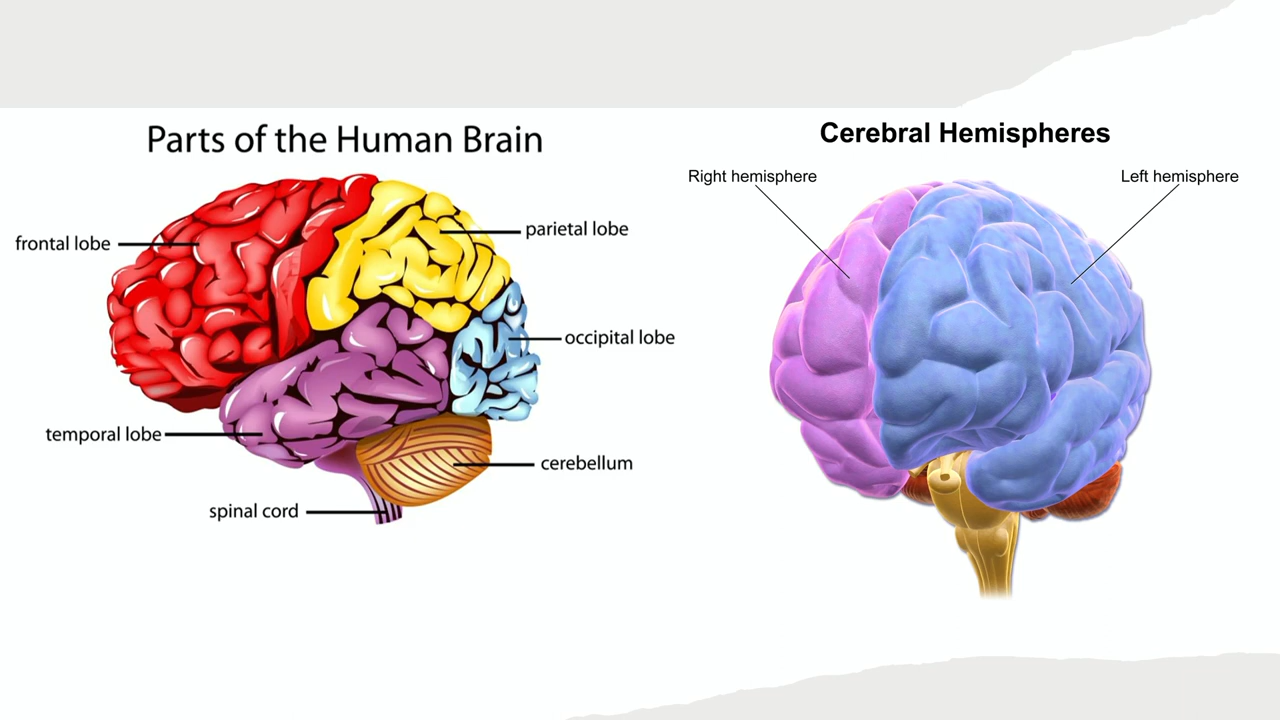 Parts of the Human Brain
frontal lobe
parietal lobe
occipital lobe
temporal lobe
cerebellum
spinal cord
Cerebral Hemispheres
Right hemisphere
Left hemisphere